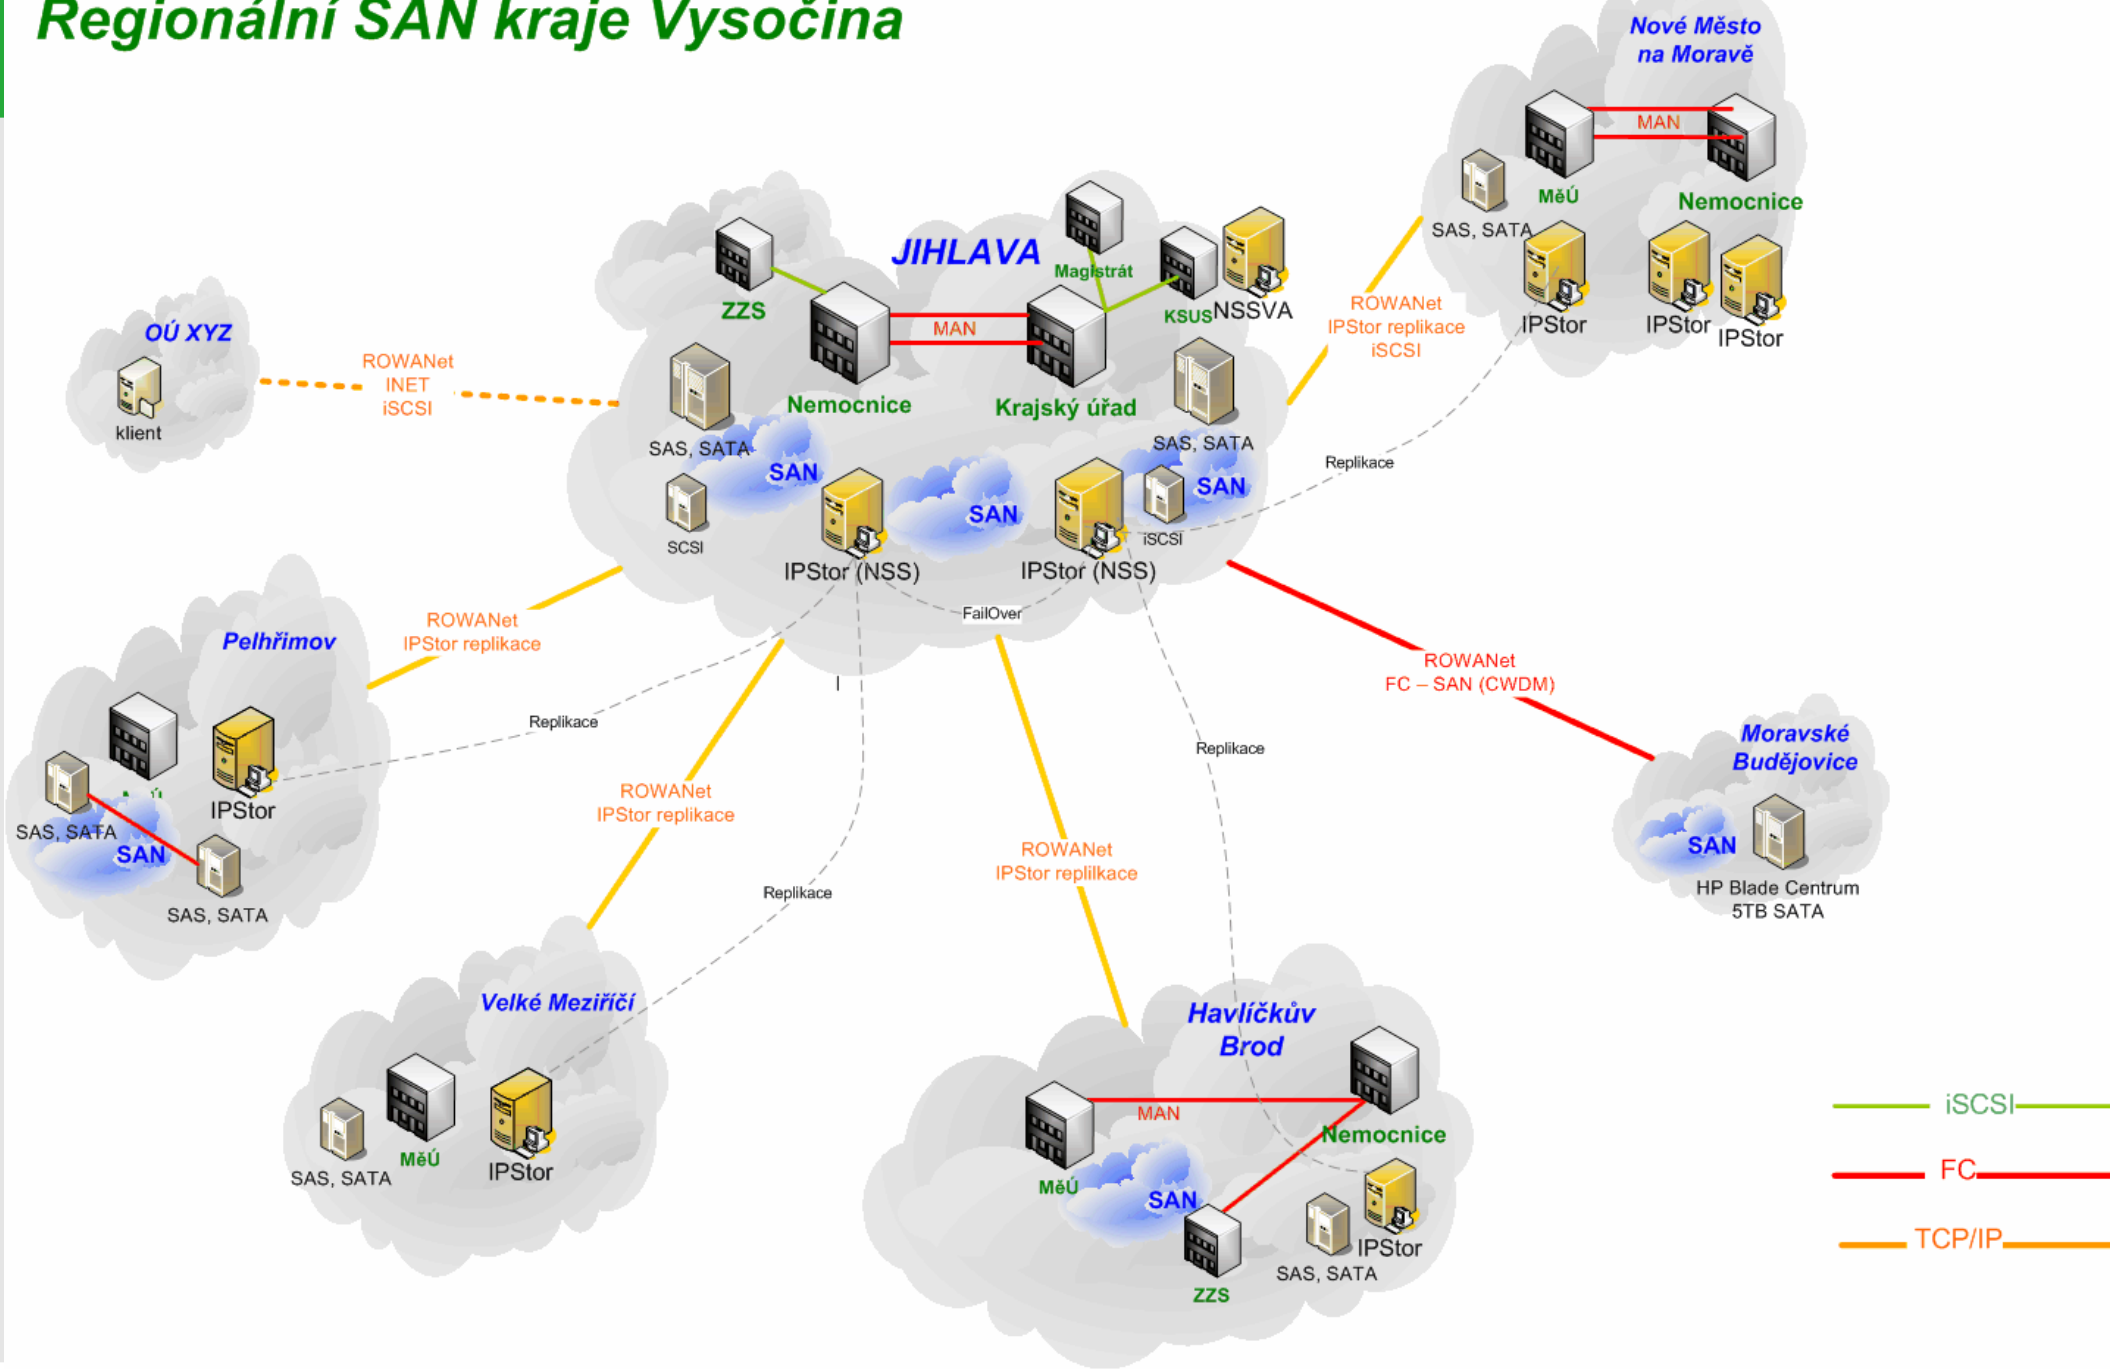 Regionální SAN kraje Vysočina
Nové Město
na Moravě
MAN
MěÚ
Nemocnice
SAS, SATA
IPStor
IPStor
IPStor
ROWANet
IPStor replikace
iSCSI
Replikace
JIHLAVA
Magistrát
ZZS
KSUS
NSSVA
MAN
Nemocnice
Krajský úřad
SAS, SATA
SAN
SCSI
SAS, SATA
SAN
iSCSI
SAN
IPStor (NSS)
IPStor (NSS)
FailOver
OÚ XYZ
klient
ROWANet
INET
iSCSI
ROWANet
IPStor replikace
Pelhřimov
IPStor
SAS, SATA
SAN
SAS, SATA
Replikace
I
ROWANet
IPStor replikace
Replikace
Velké Meziříčí
SAS, SATA
MěÚ
IPStor
ROWANet
IPStor replilkace
Replikace
Havlíčkův
Brod
MAN
Nemocnice
MěÚ
SAN
ZZS
IPStor
SAS, SATA
ROWANet
FC – SAN (CWDM)
Moravské
Budějovice
SAN
HP Blade Centrum
5TB SATA
iSCSI
FC
TCP/IP